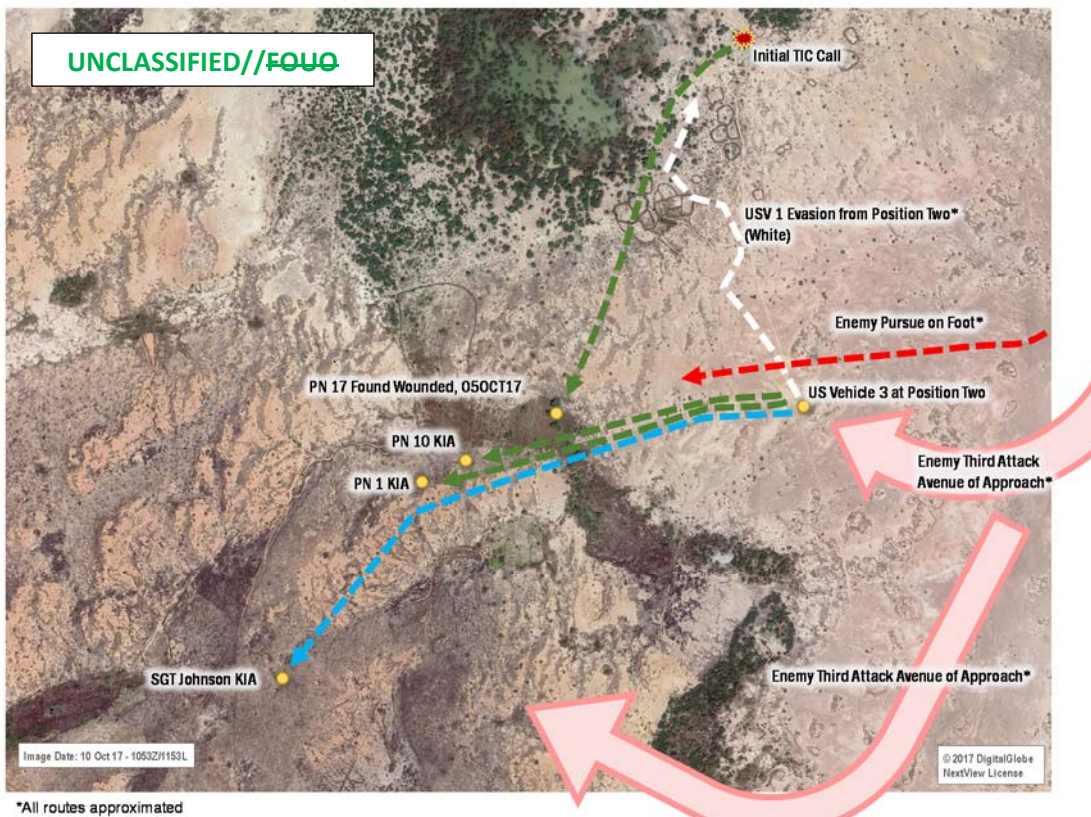 UNCLASSIFIED//FOUO
Initial TIC Call
USV 1 Evasion from Position Two*
(White)
Enemy Pursue on Foot*
PN 17 Found Wounded, 05OCT17
US Vehicle 3 at Position Two
PN 10 KIA
PN 1 KIA
Enemy Third Attack
Avenue of Approach*
SGT Johnson KIA
Enemy Third Attack Avenue of Approach*
Image Date: 10 Oct 17 - 1053Z/1153L
© 2017 DigitalGlobe
NextView License
*All routes approximated